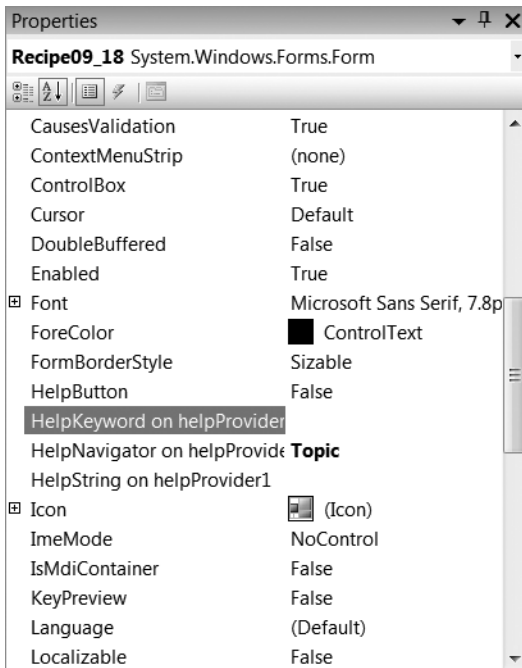 Properties
Recipe09_18 System.Windows.Forms.Form
CausesValidation True
ContextMenuStrip (none)
ControlBox True
Cursor Default
DoubleBuffered False
Enabled True
Font Microsoft Sans Serif, 7.8p
ForeColor ControlText
FormBorderStyle Sizable
HelpButton False
HelpKeyword on helpProvider
HelpNavigator on helpProvide Topic
HelpString on helpProvider1
Icon (Icon)
ImeMode NoControl
IsMdiContainer False
KeyPreview False
Language (Default)
Localizable False